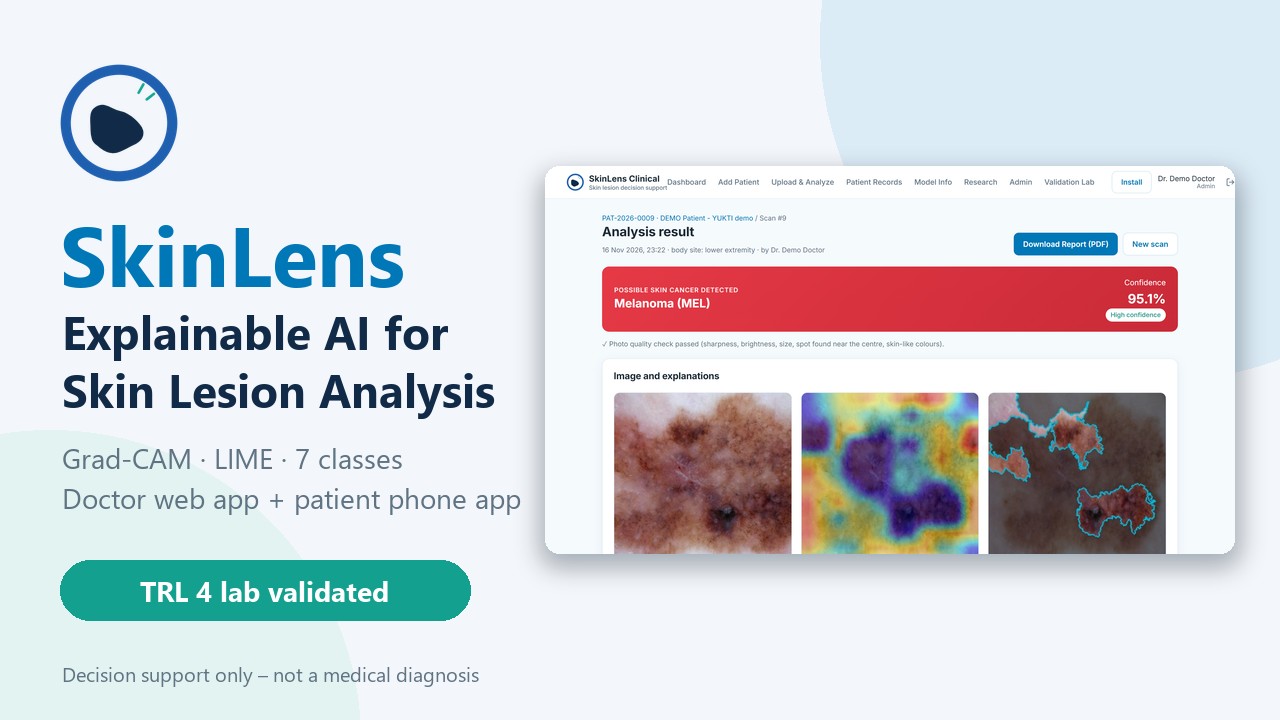 SkinLens
Explainable AI for
Skin Lesion Analysis
Grad-CAM · LIME · 7 classes
Doctor web app + patient phone app
TRL 4 lab validated
Decision support only – not a medical diagnosis
SkinLens Clinical
Skin lesion decision support
Dashboard Add Patient Upload & Analyze Patient Records Model Info Research Admin Validation Lab Install
Dr. Demo Doctor
Admin
PAT-2026-0009 · DEMO Patient - YUKTI demo / Scan #9
Analysis result
16 Nov 2026, 23:22 · body site: lower extremity · by Dr. Demo Doctor
Download Report (PDF) New scan
POSSIBLE SKIN CANCER DETECTED
Melanoma (MEL)
Confidence
95.1%
High confidence
✓ Photo quality check passed (sharpness, brightness, size, spot found near the centre, skin-like colours).
Image and explanations